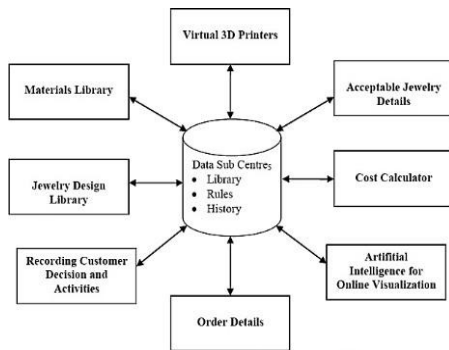 Virtual 3D Printers
Materials Library
Acceptable Jewelry
Details
Data Sub Centre5
• Library
• Rules
• History
Jewelry Design
Library
Cost Calculator
Recording Customer
Decision and
Activities
Artifitial
Intelligence for
Online Visualization
Order Details